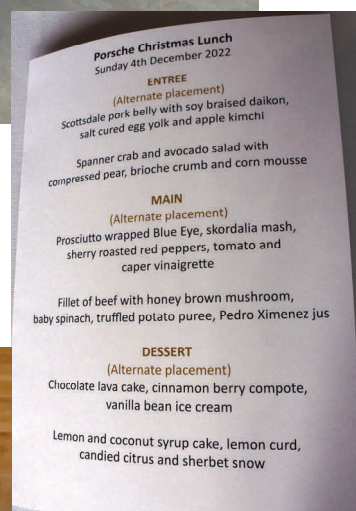 Porsche Christmas Lunch
Sunday 4th December 2022
ENTREE
(Alternate placement)
Scottsdale pork belly with soy braised daikon,
salt cured egg yolk and apple kimchi
Spanner crab and avocado salad with
compressed pear, brioche crumb and corn mousse
MAIN
(Alternate placement)
Prosciutto wrapped Blue Eye, skordalia mash,
sherry roasted red peppers, tomato and
caper vinaigrette
Fillet of beef with honey brown mushroom,
baby spinach, truffled potato puree, Pedro Ximenez jus
DESSERT
(Alternate placement)
Chocolate lava cake, cinnamon berry compote,
vanilla bean ice cream
Lemon and coconut syrup cake, lemon curd,
candied citrus and sherbet snow